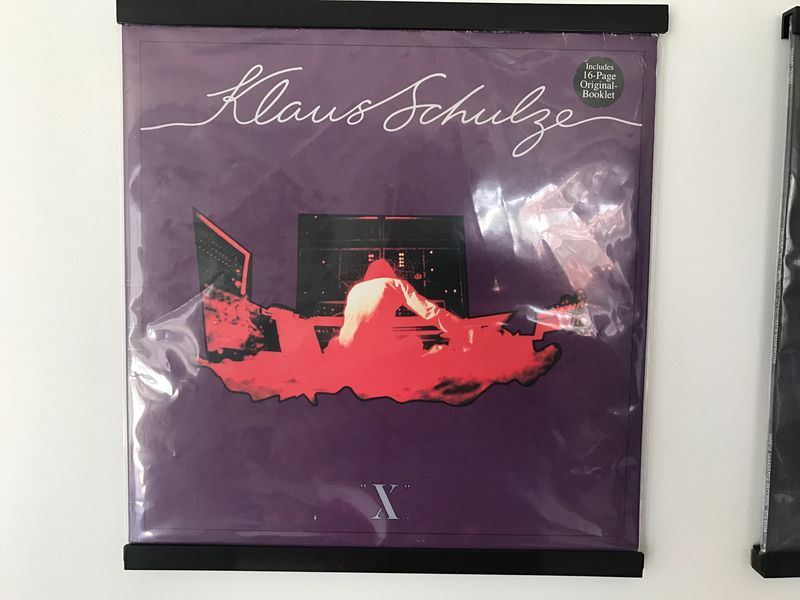 Klaus Schulze
Includes
16-Page
Original-
Booklet
"X"